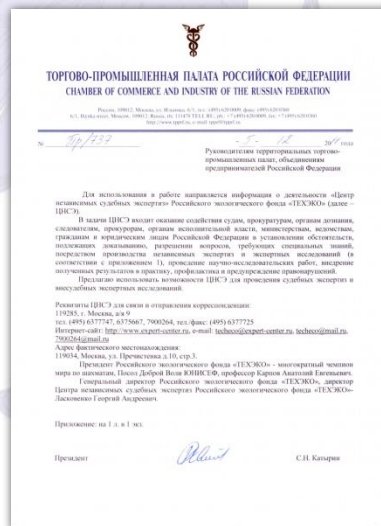 ТОРГОВО-ПРОМЫШЛЕННАЯ ПАЛАТА РОССИЙСКОЙ ФЕДЕРАЦИИ
CHAMBER OF COMMERCE AND INDUSTRY OF THE RUSSIAN FEDERATION
№
Руководителям территориальных торгово-
промышленных палат, объединениям
предпринимателей Российской Федерации
Для использования в работе направляется информация о деятельности «Центр
независимых судебных экспертиз» Российского экологического фонда «ТЕХЭКО» (далее –
ЦНСЭ).
В задачи ЦНСЭ входит оказание содействия судам, прокуратурам, органам дознания,
следователям, прокурорам, органам исполнительной власти, министерствам, ведомствам,
гражданам и юридическим лицам Российской Федерации в установлении обстоятельств,
подлежащих доказыванию, разрешении вопросов, требующих специальных знаний,
посредством производства независимых экспертиз и экспертных исследований (в
соответствии с приложением 1), проведение научно-исследовательских работ, внедрение
полученных результатов в практику, профилактика и предупреждение правонарушений.
Предлагаю использовать возможности ЦНСЭ для проведения судебных экспертиз и
внесудебных экспертных исследований.
Реквизиты ЦНСЭ для связи и отправления корреспонденции:
119285, г. Москва, а/я 9
тел. (495) 6377747, 6375667, 7900264, тел./факс: (495) 6377725
Интернет-сайт: http://www.expert-center.ru, e-mail: techeco@expert-center.ru, techeco@mail.ru,
7900264@mail.ru
Адрес фактического местонахождения:
119034, Москва, ул. Пречистенка д.10, стр.3.
Президент Российского экологического фонда «ТЕХЭКО» - многократный чемпион
мира по шахматам, Посол Доброй Воли ЮНИСЕФ, профессор Карпов Анатолий Евгеньевич.
Генеральный директор Российского экологического фонда «ТЕХЭКО», директор
Центра независимых судебных экспертиз Российского экологического фонда «ТЕХЭКО»-
Ласковенко Георгий Андреевич.
Приложение: на 1 л. в 1 экз.
Президент
С.Н. Катырин